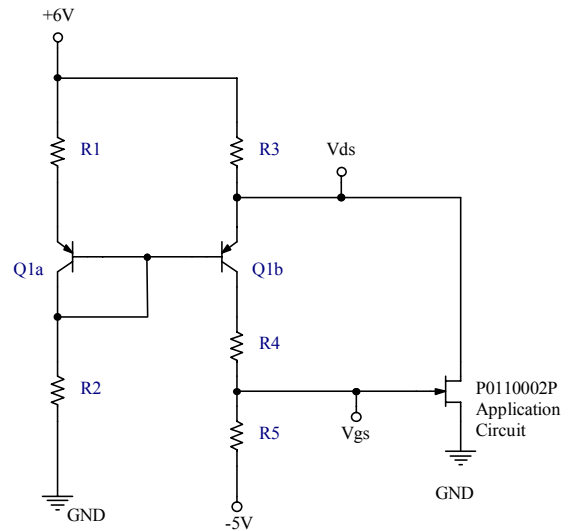 +6V
R1
R3
Vds
Q1a
Q1b
R4
R2
P0110002P
Application
Circuit
R5
Vgs
GND
GND
-5V